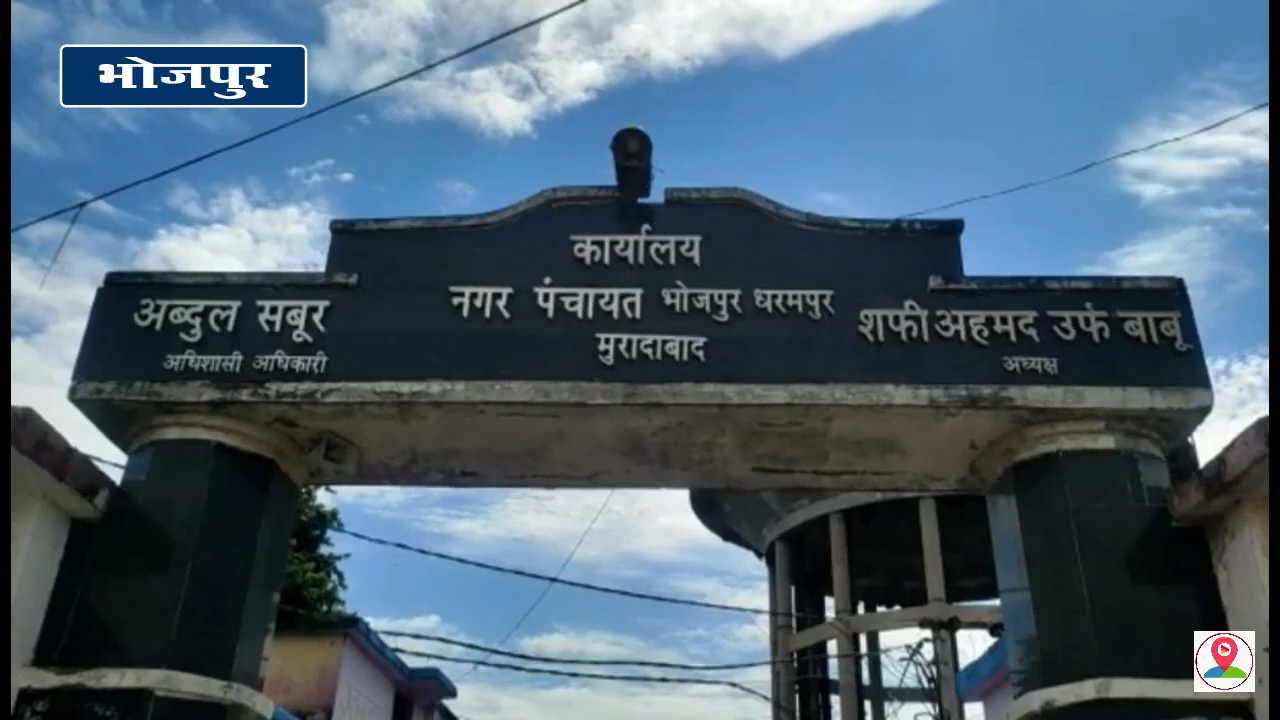 भोजपुर
कार्यालय
नगर पंचायत भोजपुर धरमपुर
मुरादाबाद
अब्दुल सबूर
अधिशासी अधिकारी
शफी अहमद उर्फ बाबू
अध्यक्ष